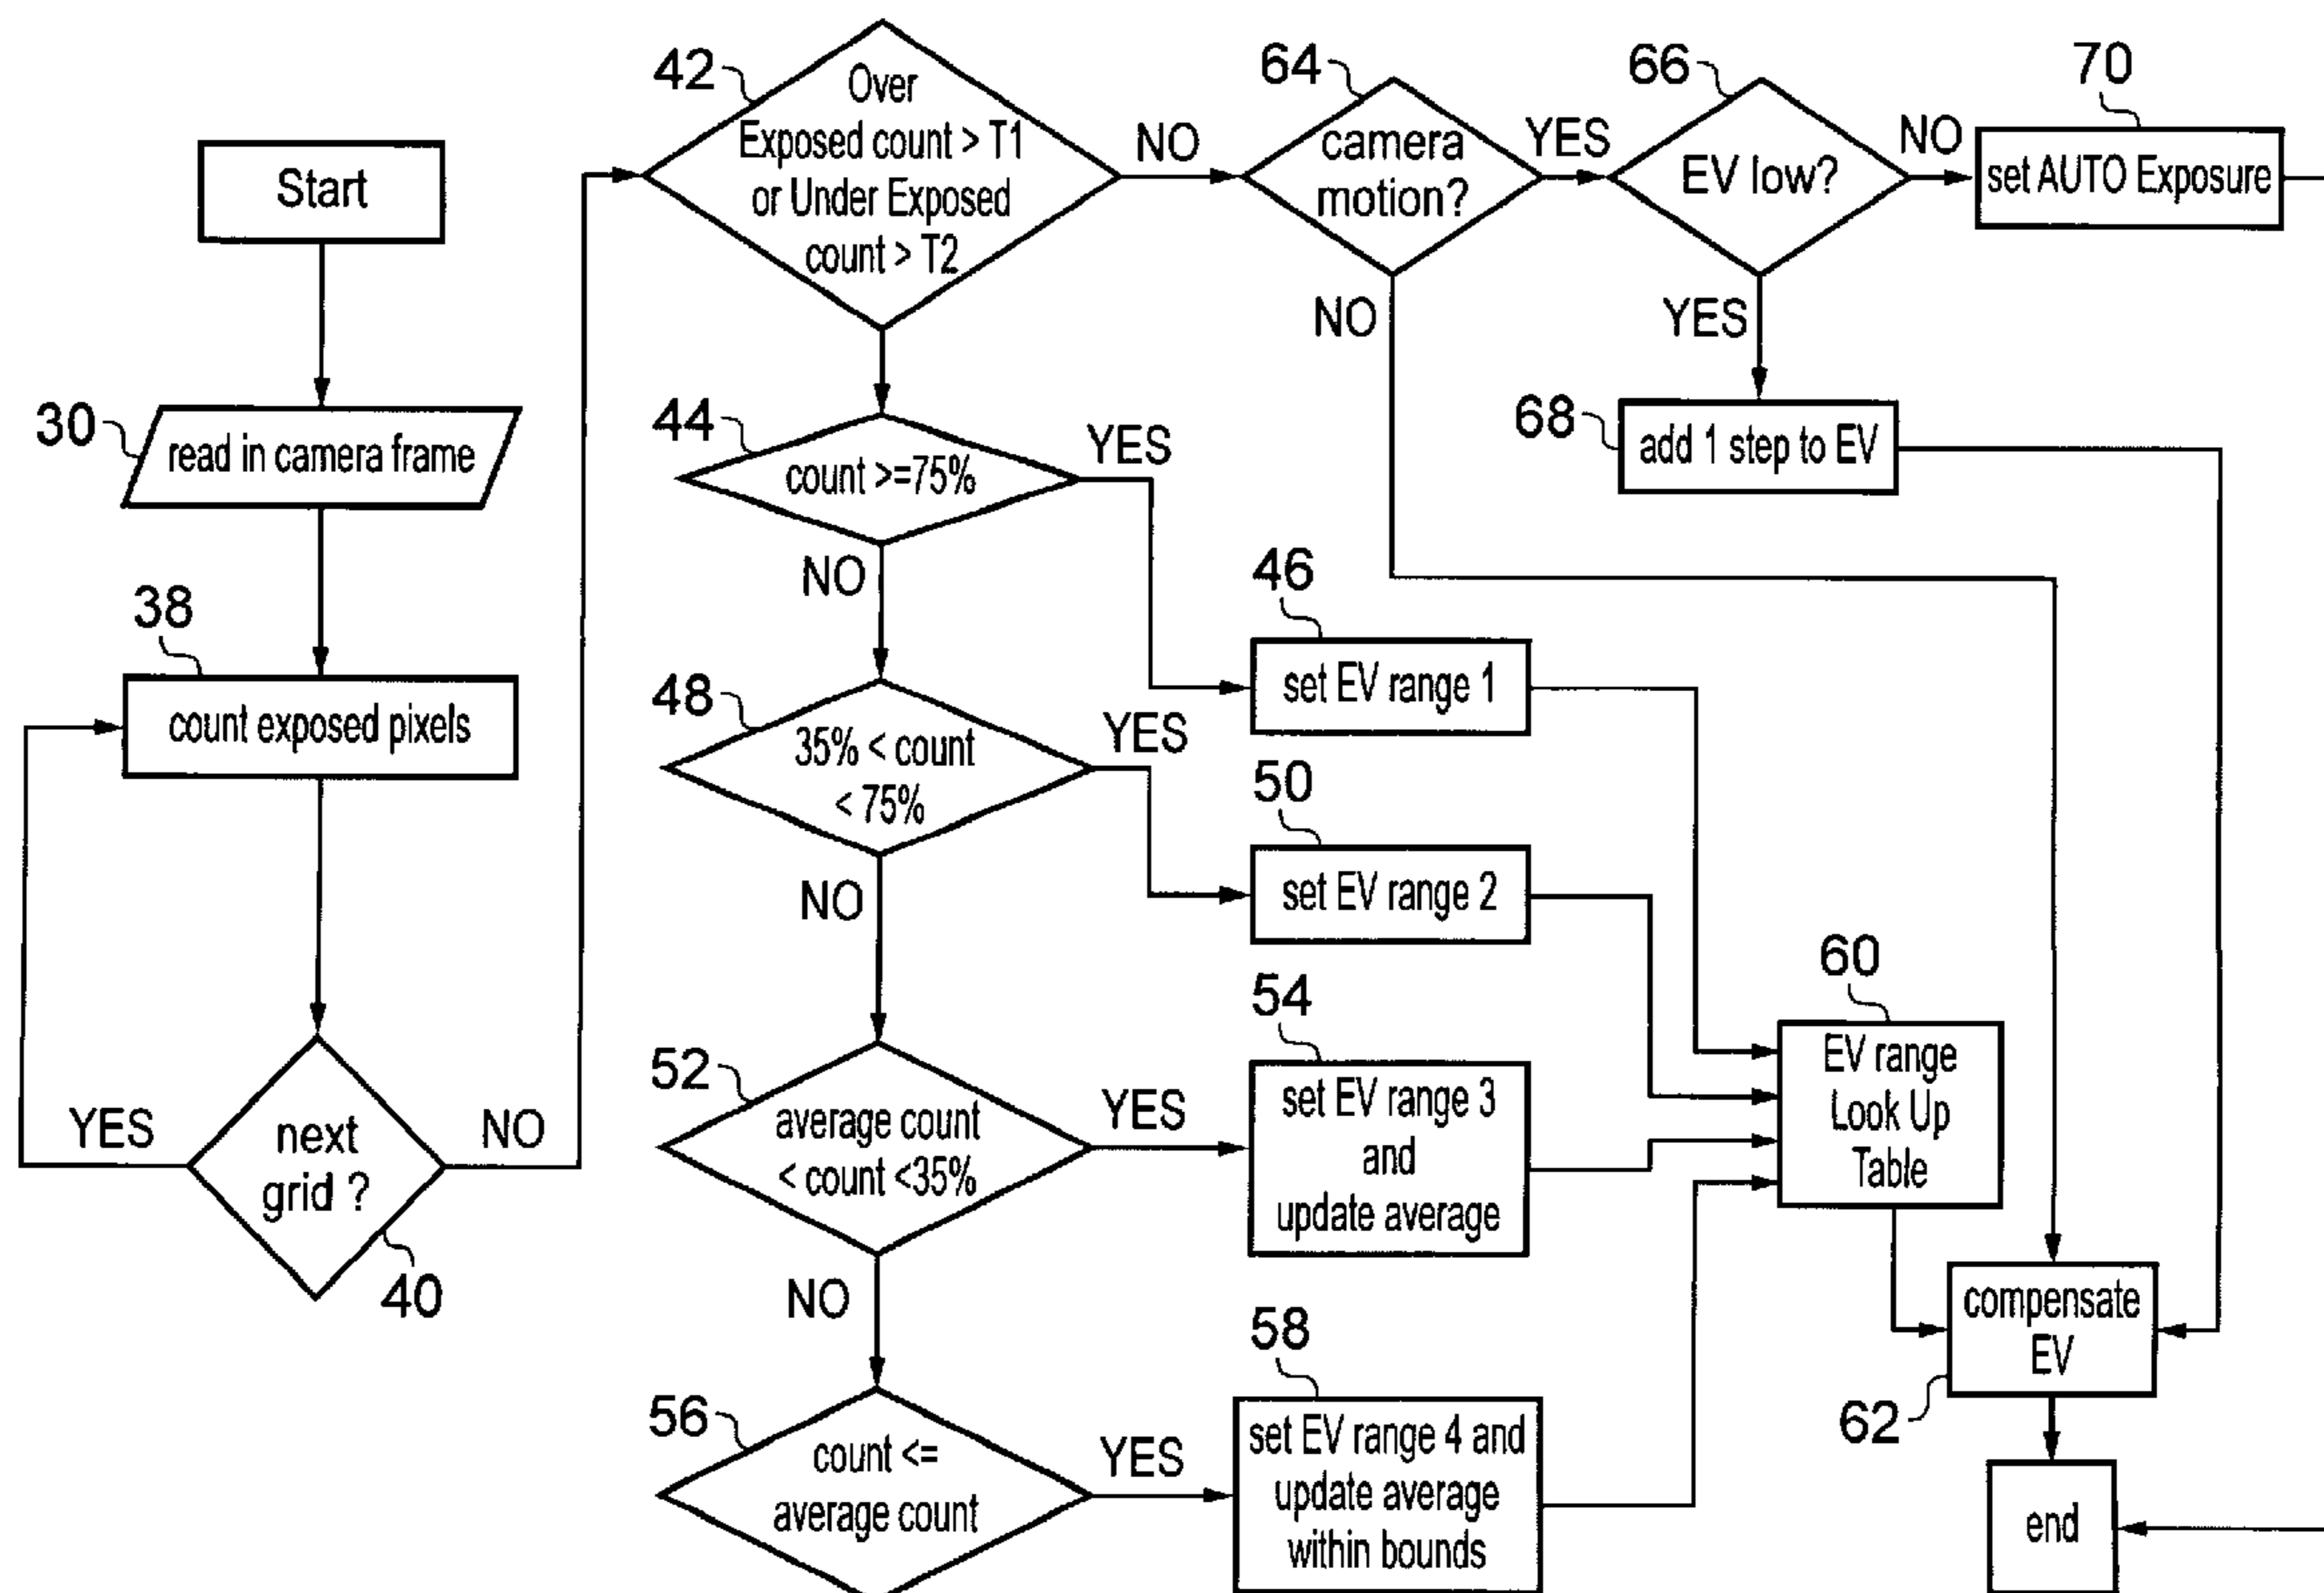 Start
30
read in camera frame
38
count exposed pixels
YES
next
grid ?
NO
40
42
Over
Exposed count > T1
or Under Exposed
count > T2
NO
64
camera
motion?
YES
NO
66
EV low?
NO
YES
70
set AUTO Exposure
68
add 1 step to EV
44
count >=75%
YES
NO
46
set EV range 1
48
35% < count
< 75%
YES
NO
50
set EV range 2
52
average count
< count <35%
YES
NO
54
set EV range 3
and
update average
56
count <=
average count
YES
58
set EV range 4 and
update average
within bounds
60
EV range
Look Up
Table
compensate
EV
62
end